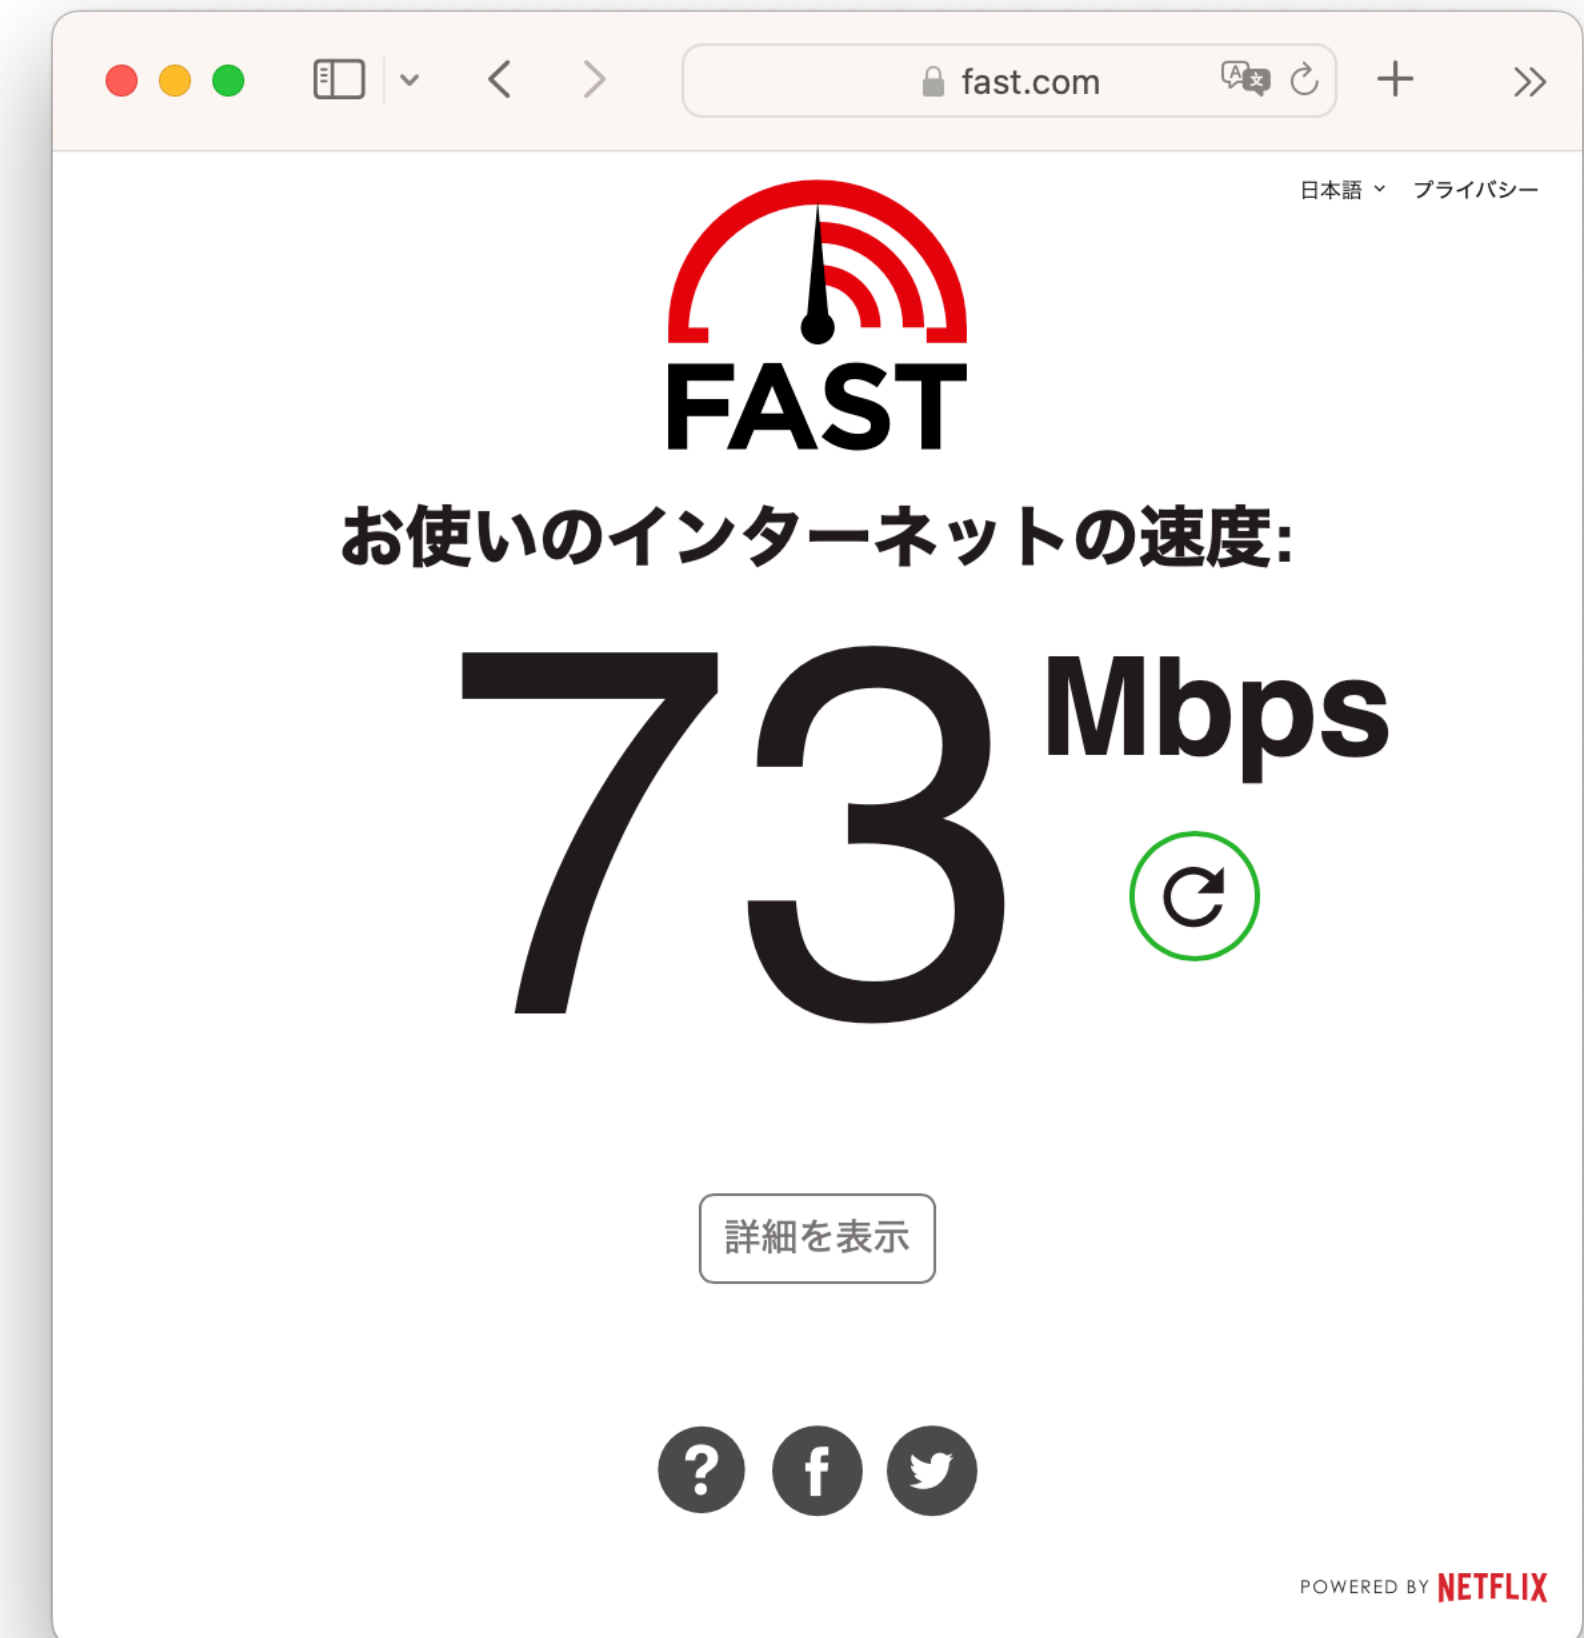 fast.com
日本語 プライバシー
FAST
お使いのインターネットの速度:
73 Mbps
詳細を表示
POWERED BY NETFLIX